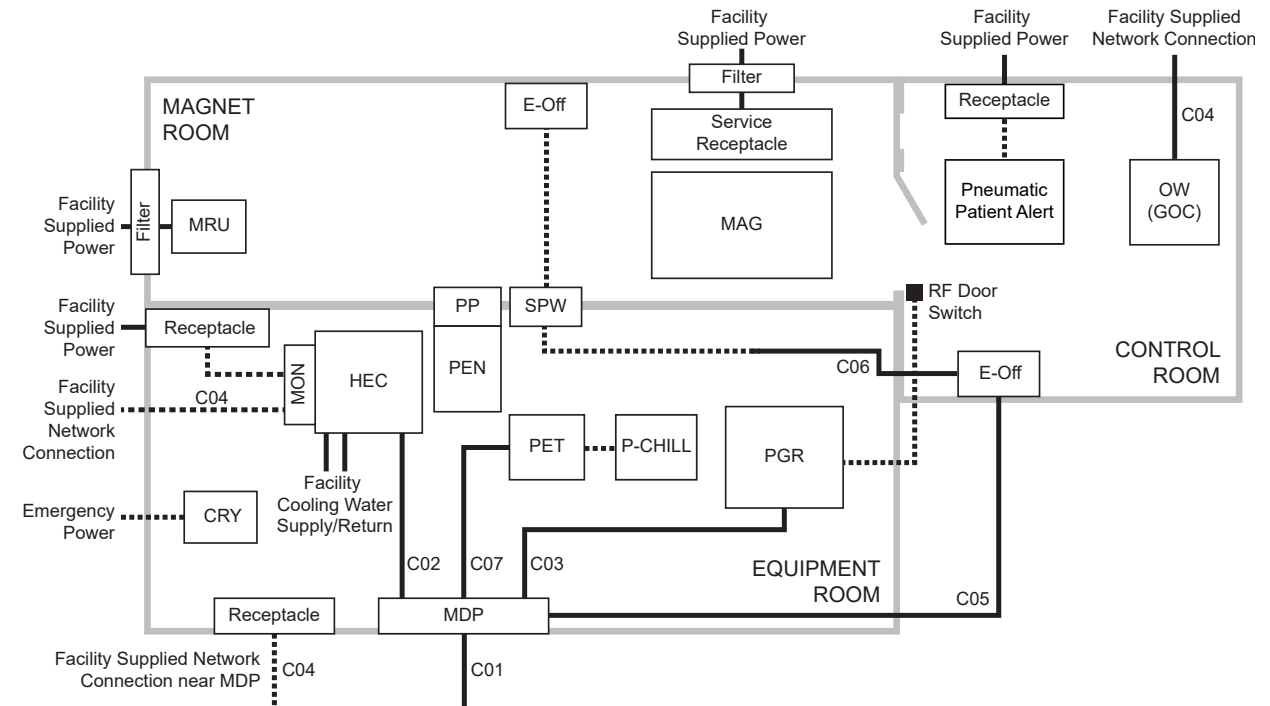 Facility
Supplied Power
Facility
Supplied Power
Facility Supplied
Network Connection
MAGNET
ROOM
E-Off
Filter
Service
Receptacle
Receptacle
C04
Facility
Supplied
Power
Filter
MRU
MAG
Pneumatic
Patient Alert
OW
(GOC)
Facility
Supplied
Power
Receptacle
PP
SPW
RF Door
Switch
MON
HEC
PEN
C06
E-Off
CONTROL
ROOM
Facility
Supplied
Network
Connection
C04
PET
P-CHILL
PGR
Facility
Cooling Water
Supply/Return
Emergency
Power
CRY
C02
C07
C03
EQUIPMENT
ROOM
C05
Receptacle
MDP
Facility Supplied Network
Connection near MDP
C04
C01